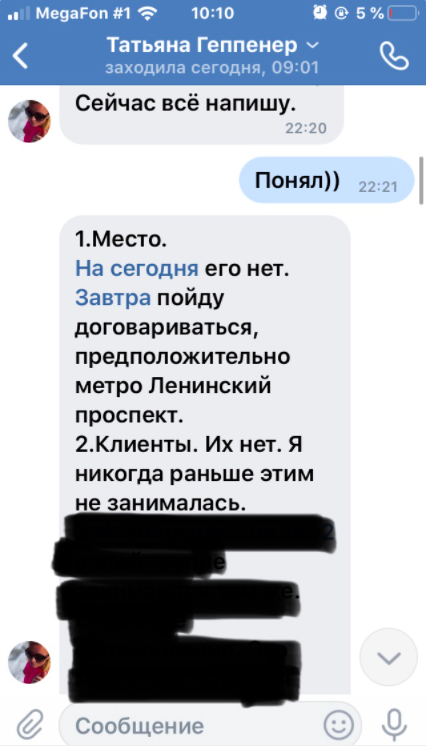 MegaFon #1 10:10 5 %
Татьяна Геппенер
заходила сегодня, 09:01
Сейчас всё напишу.
22:20
Понял)) 22:21
1.Место.
На сегодня его нет.
Завтра пойду
договариваться,
предположительно
метро Ленинский
проспект.
2.Клиенты. Их нет. Я
никогда раньше этим
не занималась.
2
е
е.
Сообщение